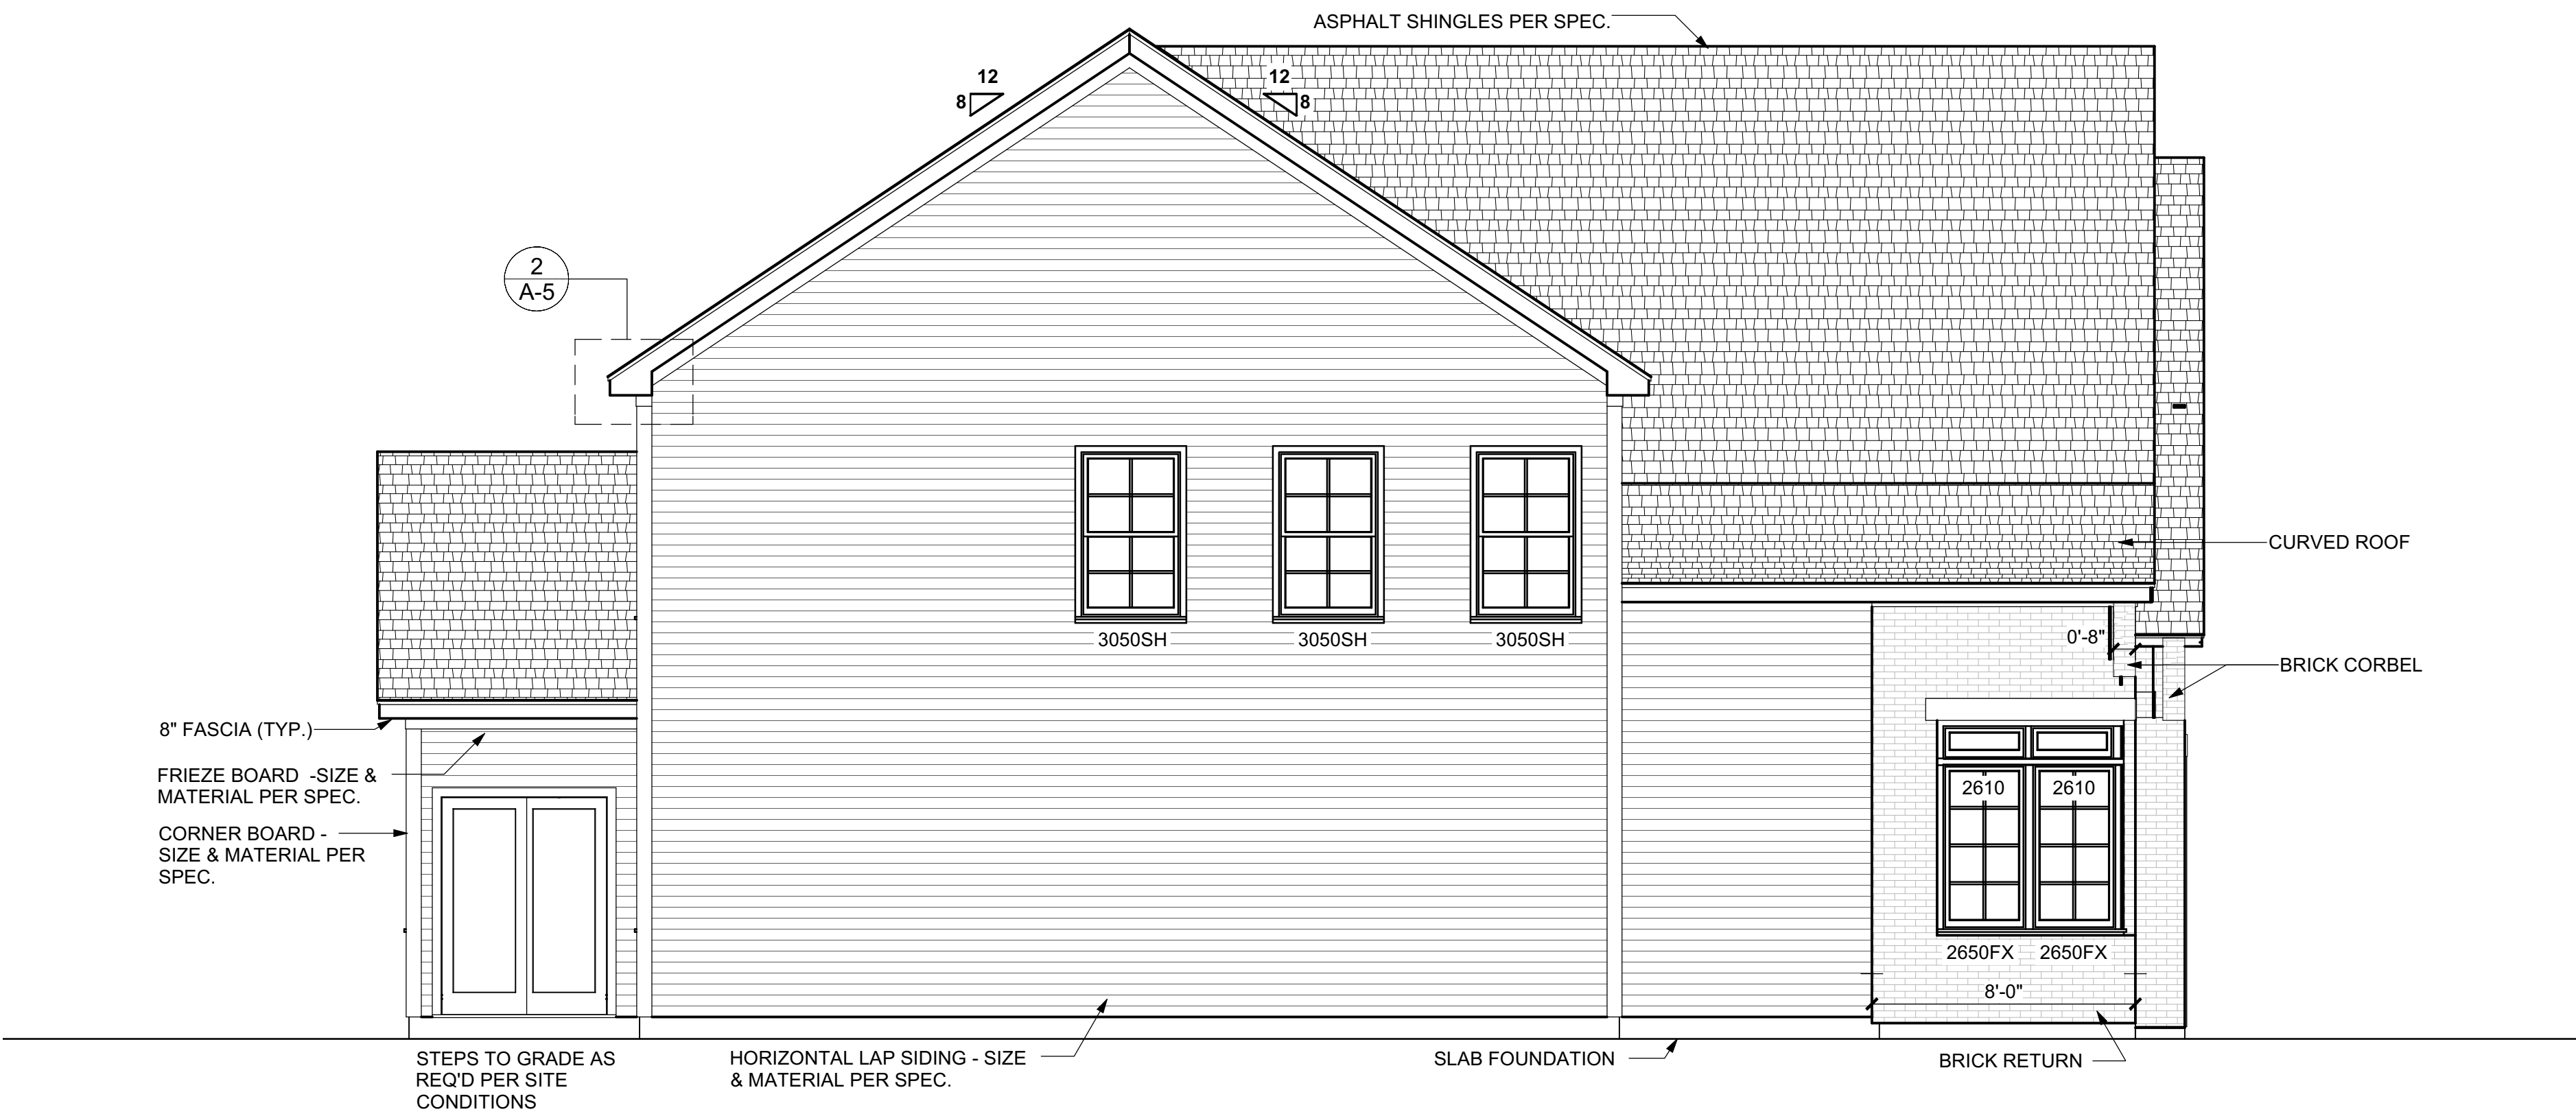 ASPHALT SHINGLES PER SPEC.
12
8
12
8
2
A-5
CURVED ROOF
3050SH
3050SH
3050SH
0'-8"
BRICK CORBEL
8" FASCIA (TYP.)
FRIEZE BOARD -SIZE &
MATERIAL PER SPEC.
CORNER BOARD -
SIZE & MATERIAL PER
SPEC.
2610
2610
2650FX
2650FX
8'-0"
STEPS TO GRADE AS
REQ'D PER SITE
CONDITIONS
HORIZONTAL LAP SIDING - SIZE
& MATERIAL PER SPEC.
SLAB FOUNDATION
BRICK RETURN